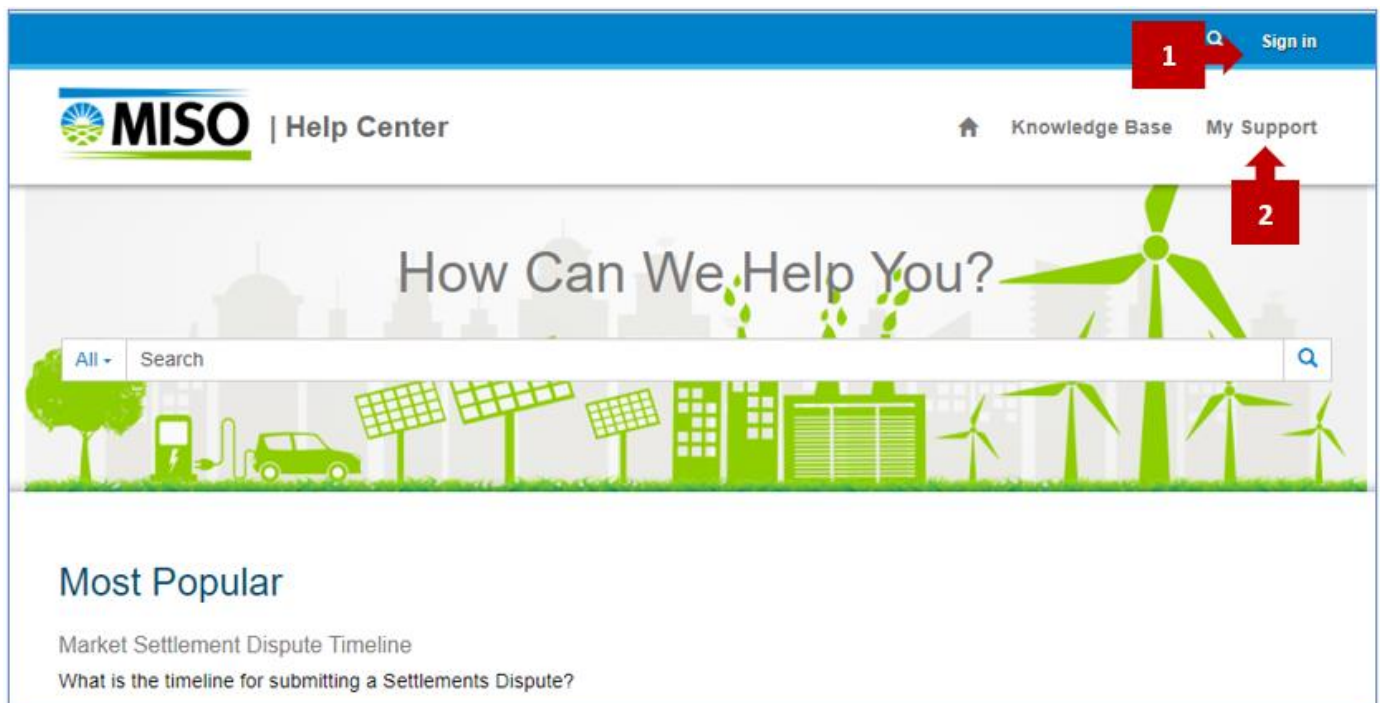 1
Sign in
MISO | Help Center
Knowledge Base
My Support
2
How Can We Help You?
All
Search
Most Popular
Market Settlement Dispute Timeline
What is the timeline for submitting a Settlements Dispute?